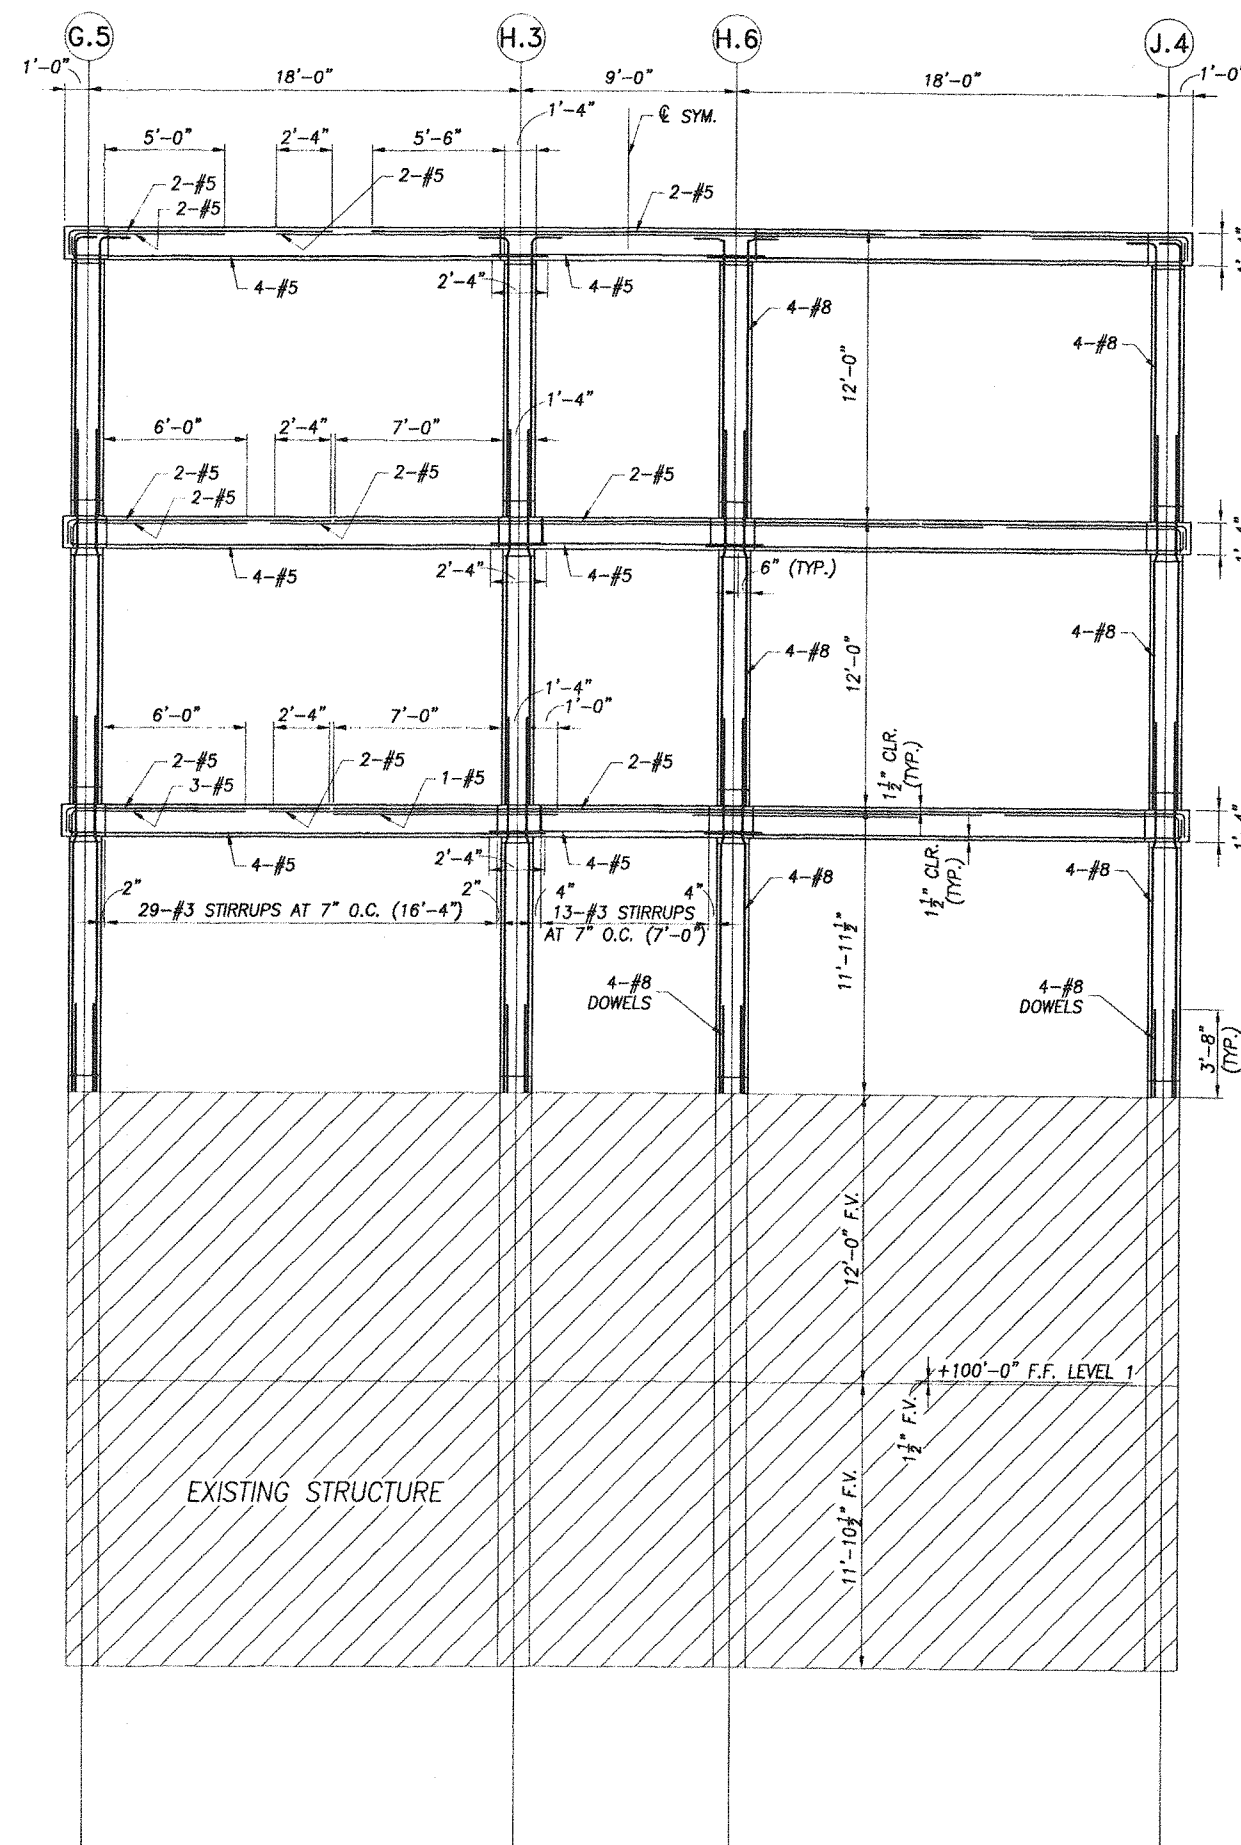 G.5
H.3
H.6
J.4
1'-0"
18'-0"
9'-0"
18'-0"
1'-0"
1'-4"
℄ SYM.
5'-0"
2'-4"
5'-6"
2-#5
2-#5
2-#5
2-#5
1'-4"
4-#5
2'-4"
4-#5
4-#8
4-#8
12'-0"
1'-4"
6'-0"
2'-4"
7'-0"
2-#5
2-#5
2-#5
2-#5
1'-4"
4-#5
2'-4"
4-#5
6" (TYP.)
4-#8
4-#8
12'-0"
1'-4"
1'-0"
6'-0"
2'-4"
7'-0"
2-#5
3-#5
2-#5
1-#5
2-#5
1½" CLR.
(TYP.)
1'-4"
4-#5
2'-4"
4-#5
4-#8
4-#8
1½" CLR.
(TYP.)
2"
29-#3 STIRRUPS AT 7" O.C. (16'-4")
2"
4"
13-#3 STIRRUPS
AT 7" O.C. (7'-0")
4"
11'-11½"
4-#8
DOWELS
4-#8
DOWELS
3'-8"
(TYP.)
12'-0" F.V.
+100'-0" F.F. LEVEL 1
1½" F.V.
EXISTING STRUCTURE
11'-10½" F.V.